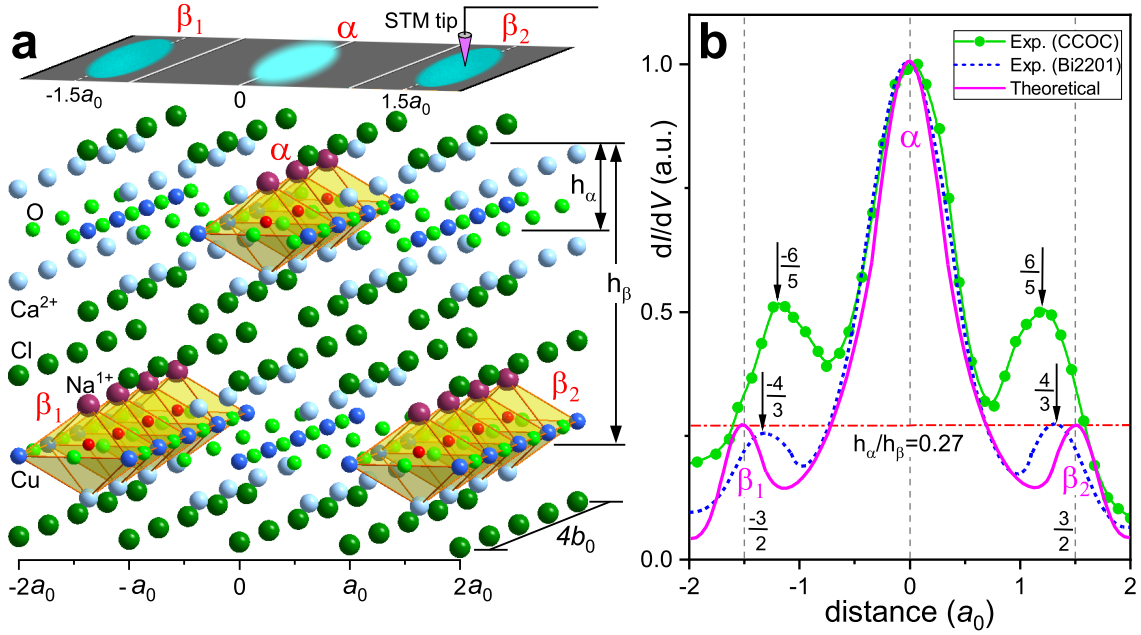 a
β1
α
STM tip
β2
-1.5a0
0
1.5a0
α
hα
O
hβ
Ca2+
Cl
Na1+
β1
β2
Cu
4b0
-2a0
-a0
0
a0
2a0
b
Exp. (CCOC)
Exp. (Bi2201)
Theoretical
dI/dV (a.u.)
1.0
0.5
0.0
α
-6/5
6/5
-4/3
4/3
hα/hβ=0.27
β1
β2
-3/2
3/2
-2
-1
0
1
2
distance (a0)